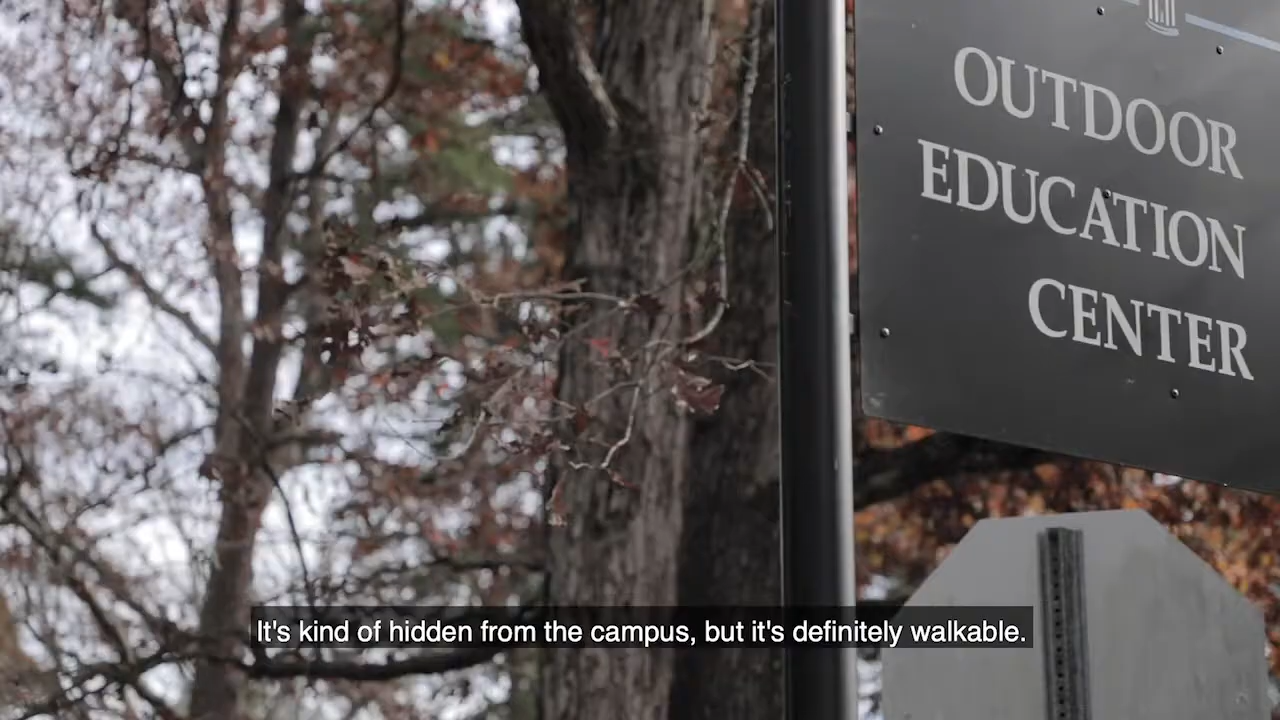 OUTDOOR
EDUCATION
CENTER
It's kind of hidden from the campus, but it's definitely walkable.